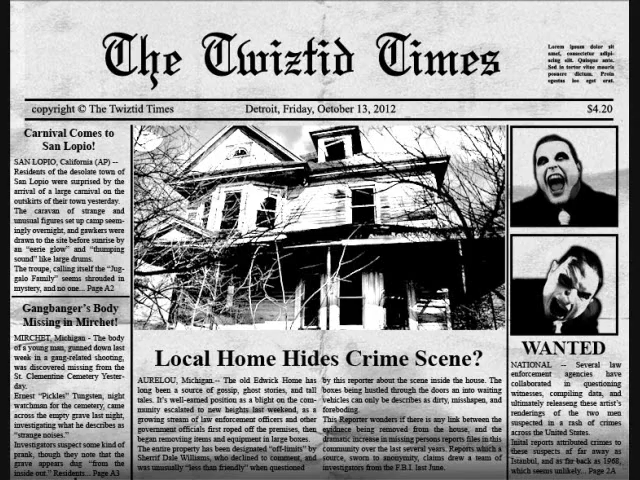 The Twiztid Times
Lorem ipsum dolor sit
amet, consectetur adipi-
scing elit. Quisque ante.
Sed in tortor vitae mauris
posuere dictum. Proin
egestas leo eget erat.
copyright © The Twiztid Times
Detroit, Friday, October 13, 2012
$4.20
Carnival Comes to
San Lopio!
SAN LOPIO, California (AP) --
Residents of the desolate town of
San Lopio were surprised by the
arrival of a large carnival on the
outskirts of their town yesterday.
The caravan of strange and
unusual figures set up camp seem-
ingly overnight, and gawkers were
drawn to the site before sunrise by
an "eerie glow" and "thumping
sound" like large drums.
The troupe, calling itself the "Jug-
galo Family" seems shrouded in
mystery, and no one... Page A2
Gangbanger's Body
Missing in Mirchet!
MIRCHET, Michigan - The body
of a young man, gunned down last
week in a gang-related shooting,
was discovered missing from the
St. Clementine Cemetery Yester-
day.
Ernest "Pickles" Tungsten, night
watchman for the cemetery, came
across the empty grave last night,
investigating what he describes as
"strange noises."
Investigators suspect some kind of
prank, though they note that the
grave appears dug "from the
inside out." Residents... Page A3
Local Home Hides Crime Scene?
AURELOU, Michigan -- The old Edwick Home has
long been a source of gossip, ghost stories, and tall
tales. It's well-earned position as a blight on the com-
munity escalated to new heights last weekend, as a
growing stream of law enforcement officers and other
government officials first roped off the premises, then
began removing items and equipment in large boxes.
The entire property has been designated "off-limits" by
Sherrif Dale Williams, who declined to comment, and
was unusually "less than friendly" when questioned
by this reporter about the scene inside the house. The
boxes being hustled through the doors an into waiting
vehicles can only be describes as dirty, misshapen, and
foreboding.
This Reporter wonders if there is any link between the
evidence being removed from the house, and the
dramatic increase in missing persons reports files in this
community over the last several years. Reports which a
source, sworn to anonymity, claims drew a team of
investigators from the F.B.I. last June.
WANTED
NATIONAL -- Several law
enforcement agencies have
collaborated in questioning
witnesses, compiling data, and
ultimately releaseing these artist's
renderings of the two men
suspected in a rash of crimes
across the United States.
Inital reports attributed crimes to
these suspects of far away as
Istanbul, and as far back as 1968,
which seems unlikely... Page 2A